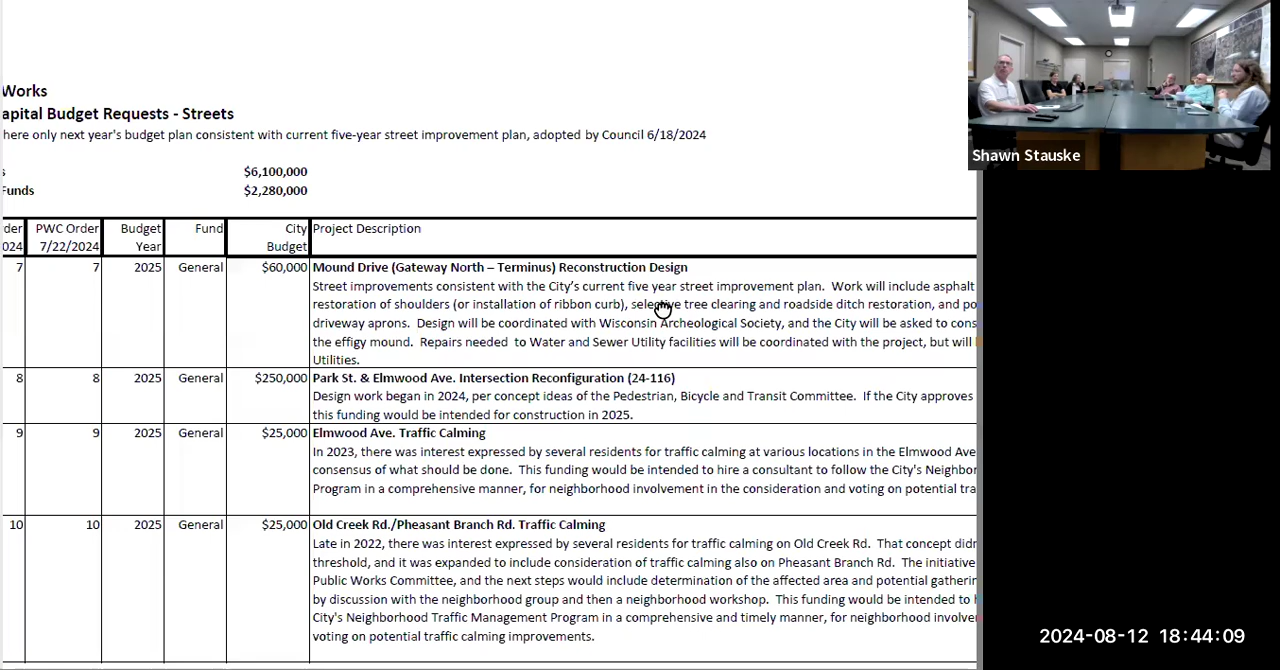 Works
apital Budget Requests - Streets
here only next year's budget plan consistent with current five-year street improvement plan, adopted by Council 6/18/2024
s $6,100,000
Funds $2,280,000
der PWC Order Budget Fund City Project Description
024 7/22/2024 Year Budget
7 7 2025 General $60,000 Mound Drive (Gateway North – Terminus) Reconstruction Design
Street improvements consistent with the City's current five year street improvement plan. Work will include asphalt
restoration of shoulders (or installation of ribbon curb), selective tree clearing and roadside ditch restoration, and po
driveway aprons. Design will be coordinated with Wisconsin Archeological Society, and the City will be asked to cons
the effigy mound. Repairs needed to Water and Sewer Utility facilities will be coordinated with the project, but will
Utilities.
8 8 2025 General $250,000 Park St. & Elmwood Ave. Intersection Reconfiguration (24-116)
Design work began in 2024, per concept ideas of the Pedestrian, Bicycle and Transit Committee. If the City approves
this funding would be intended for construction in 2025.
9 9 2025 General $25,000 Elmwood Ave. Traffic Calming
In 2023, there was interest expressed by several residents for traffic calming at various locations in the Elmwood Ave
consensus of what should be done. This funding would be intended to hire a consultant to follow the City's Neighbor
Program in a comprehensive manner, for neighborhood involvement in the consideration and voting on potential tra
10 10 2025 General $25,000 Old Creek Rd./Pheasant Branch Rd. Traffic Calming
Late in 2022, there was interest expressed by several residents for traffic calming on Old Creek Rd. That concept didn
threshold, and it was expanded to include consideration of traffic calming also on Pheasant Branch Rd. The initiative
Public Works Committee, and the next steps would include determination of the affected area and potential gatherin
by discussion with the neighborhood group and then a neighborhood workshop. This funding would be intended to h
City's Neighborhood Traffic Management Program in a comprehensive and timely manner, for neighborhood involve
voting on potential traffic calming improvements.
Shawn Stauske
2024-08-12 18:44:09